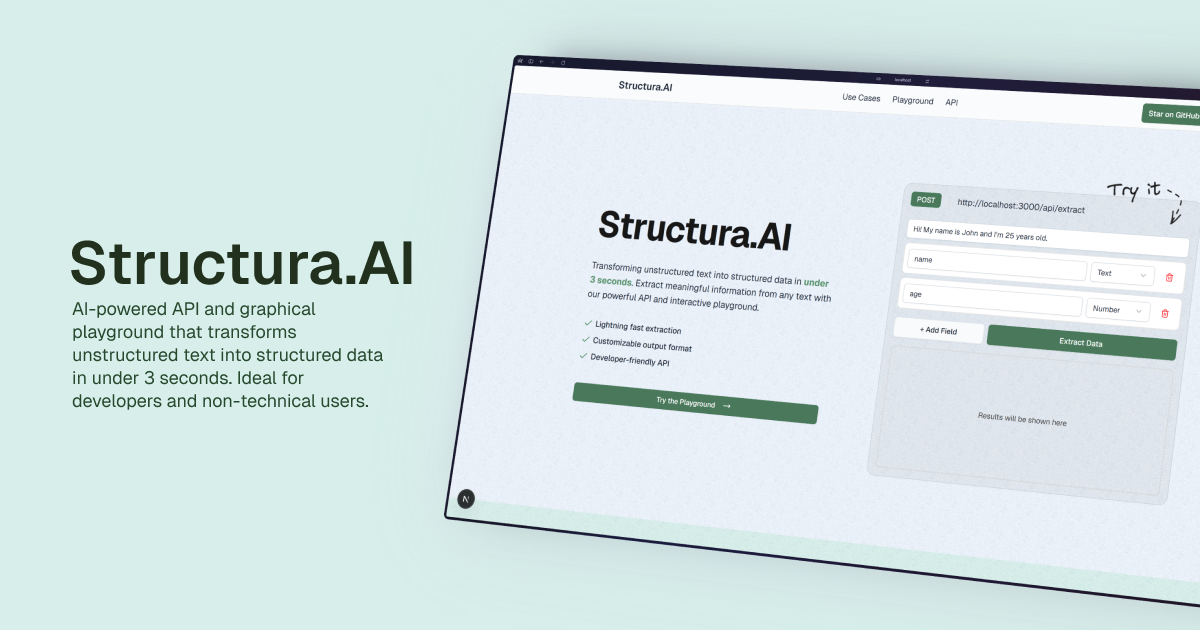 Structura.AI
AI-powered API and graphical
playground that transforms
unstructured text into structured data
in under 3 seconds. Ideal for
developers and non-technical users.
localhost
Structura.AI
Use Cases Playground API
Star on GitHub
Structura.AI
Transforming unstructured text into structured data in under
3 seconds. Extract meaningful information from any text with
our powerful API and interactive playground.
Lightning fast extraction
Customizable output format
Developer-friendly API
Try the Playground →
Try it
POST http://localhost:3000/api/extract
Hi! My name is John and I'm 25 years old.
name Text
age Number
+ Add Field Extract Data
Results will be shown here
N